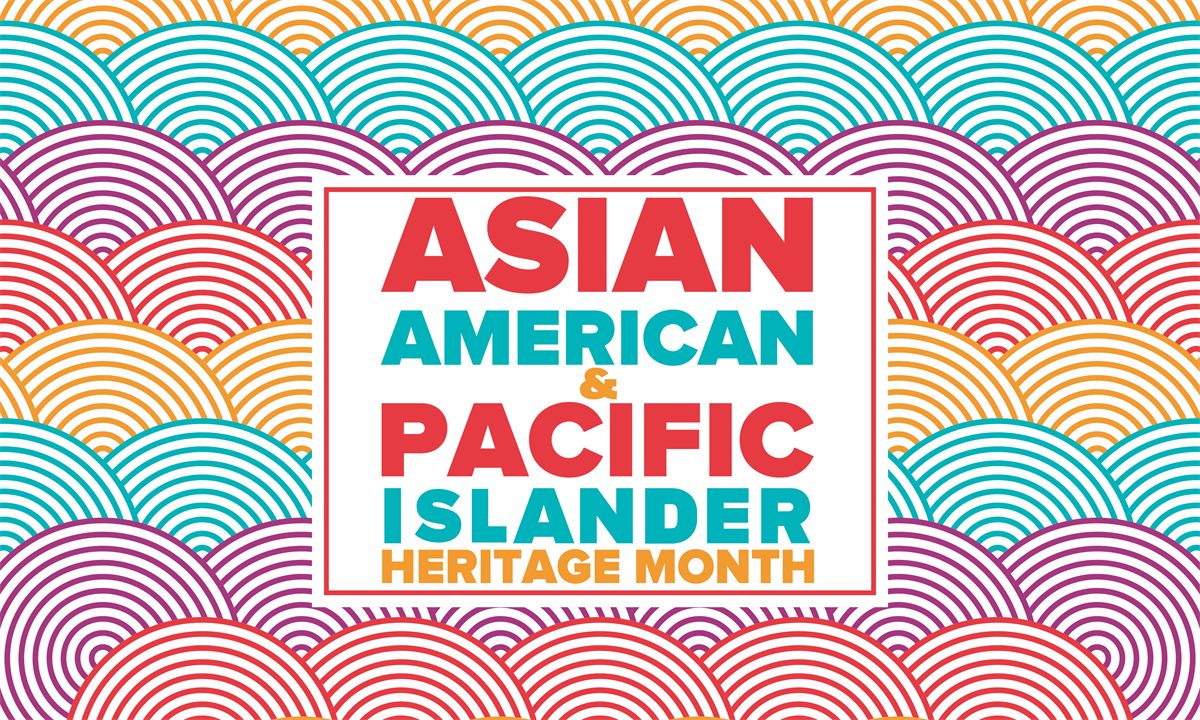 ASIAN
AMERICAN
&
PACIFIC
ISLANDER
HERITAGE MONTH